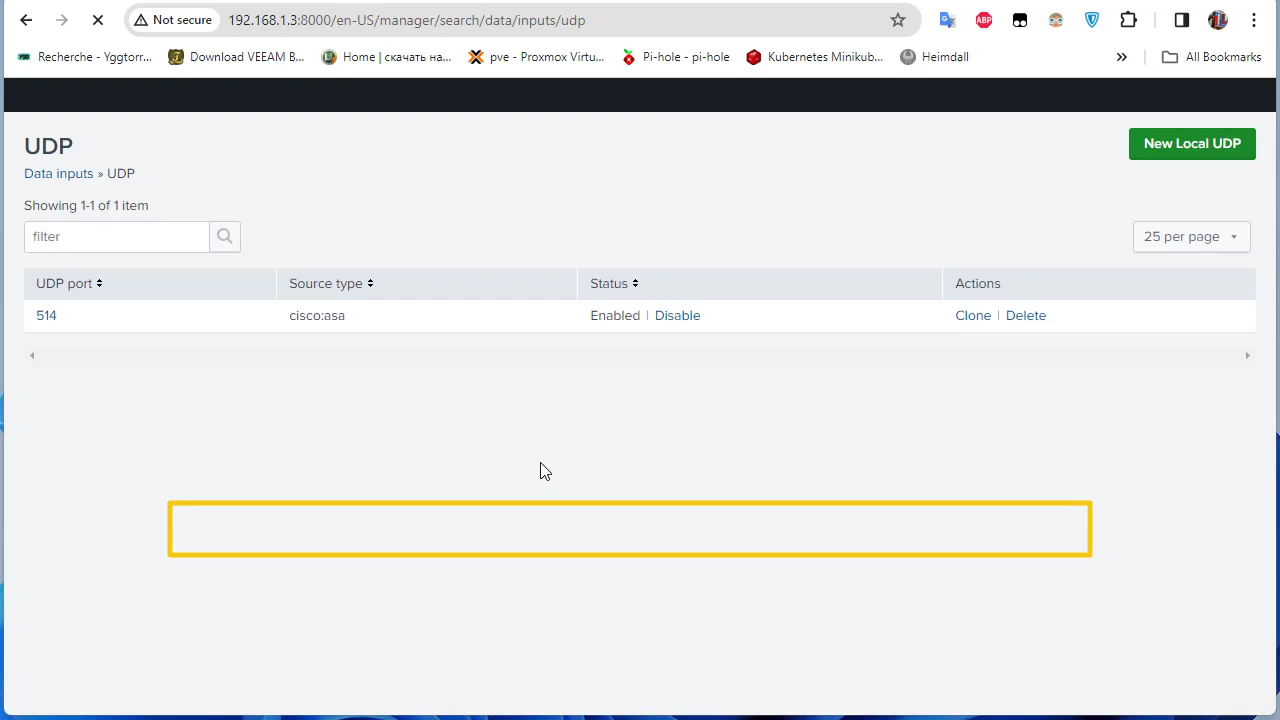 Not secure 192.168.1.3:8000/en-US/manager/search/data/inputs/udp ABP
Recherche - Yggtorr... Download VEEAM B... Home | скачать на... pve - Proxmox Virtu... Pi-hole - pi-hole Kubernetes Minikub... Heimdall » All Bookmarks
UDP New Local UDP
Data inputs » UDP
Showing 1-1 of 1 item
filter 25 per page
UDP port Source type Status Actions
514 cisco:asa Enabled | Disable Clone | Delete